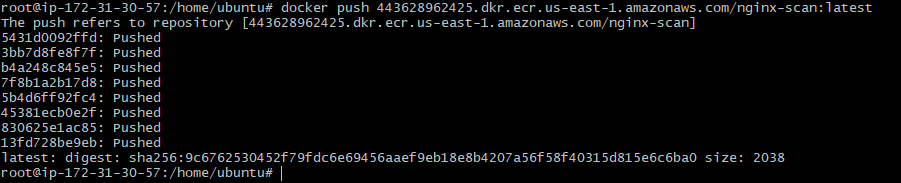 root@ip-172-31-30-57:/home/ubuntu# docker push 443628962425.dkr.ecr.us-east-1.amazonaws.com/nginx-scan:latest
The push refers to repository [443628962425.dkr.ecr.us-east-1.amazonaws.com/nginx-scan]
5431d0092ffd: Pushed
3bb7d8fe8f7f: Pushed
b4a248c845e5: Pushed
7f8b1a2b17d8: Pushed
5b4d6ff92fc4: Pushed
45381ecb0e2f: Pushed
830625e1ac85: Pushed
13fd728be9eb: Pushed
latest: digest: sha256:9c6762530452f79fdc6e69456aaef9eb18e8b4207a56f58f40315d815e6c6ba0 size: 2038
root@ip-172-31-30-57:/home/ubuntu#